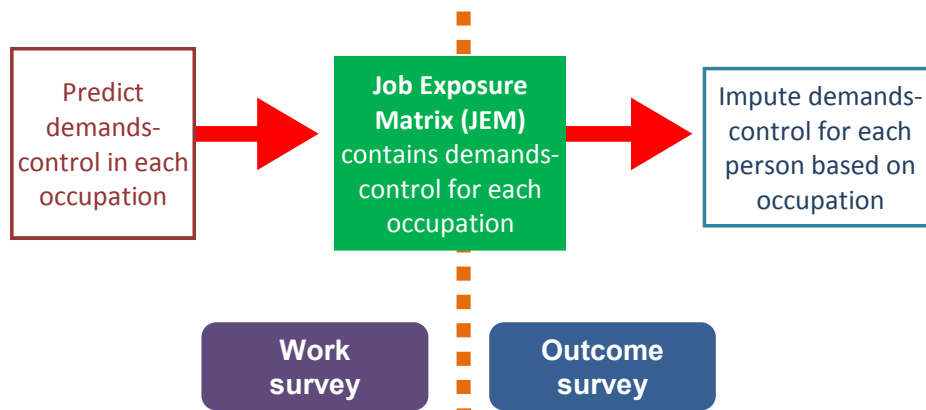 Predict
demands-
control in each
occupation
Job Exposure
Matrix (JEM)
contains demands-
control for each
occupation
Impute demands-
control for each
person based on
occupation
Work
survey
Outcome
survey